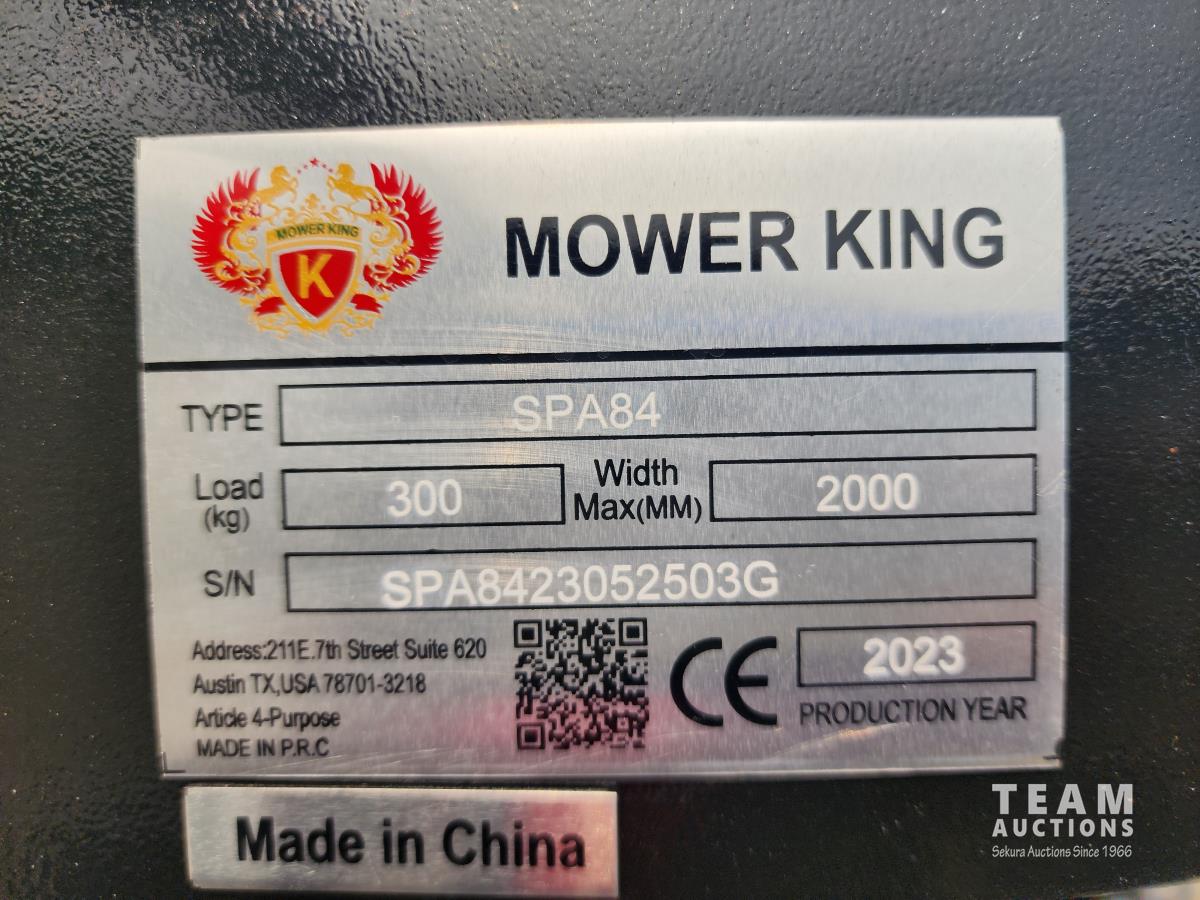 MOWER KING
K
MOWER KING
TYPE SPA84
Load (kg) 300 Width Max(MM) 2000
S/N SPA8423052503G
Address:211E.7th Street Suite 620
Austin TX,USA 78701-3218
Article 4-Purpose
MADE IN P.R.C
CE
2023
PRODUCTION YEAR
Made in China
TEAM
AUCTIONS
Sekura Auctions Since 1966